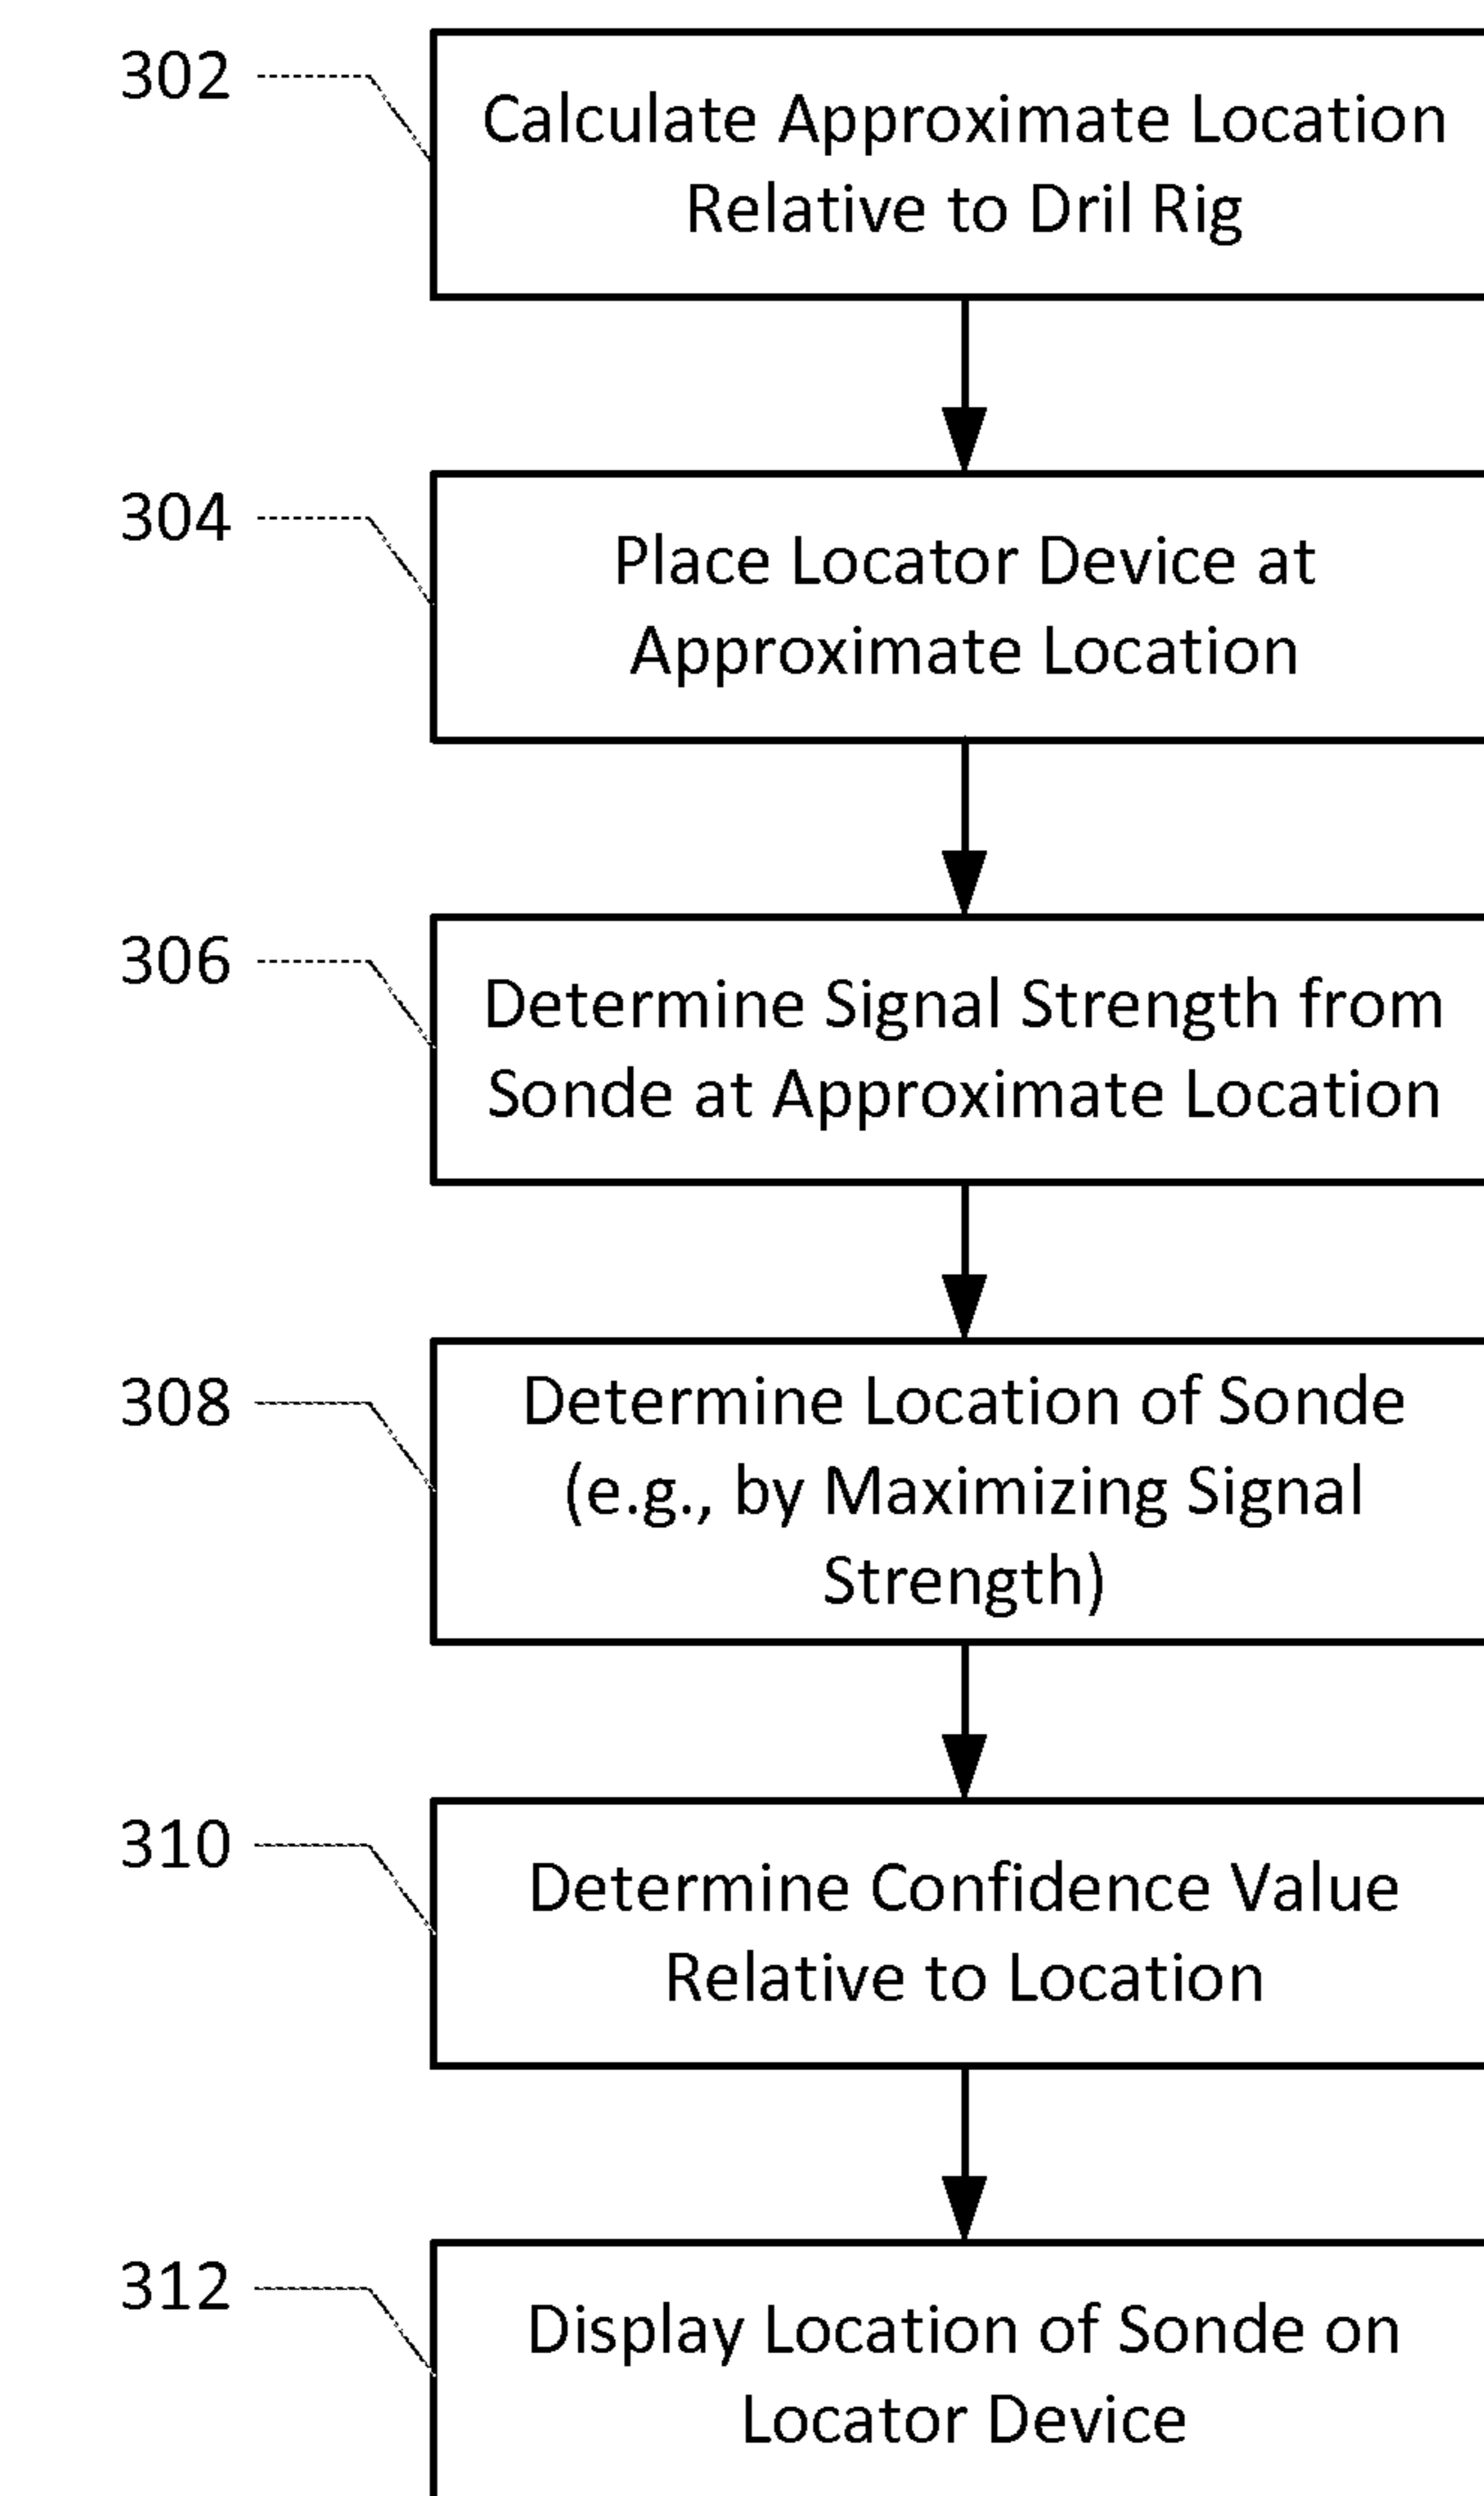 302
Calculate Approximate Location
Relative to Dril Rig
304
Place Locator Device at
Approximate Location
306
Determine Signal Strength from
Sonde at Approximate Location
308
Determine Location of Sonde
(e.g., by Maximizing Signal
Strength)
310
Determine Confidence Value
Relative to Location
312
Display Location of Sonde on
Locator Device